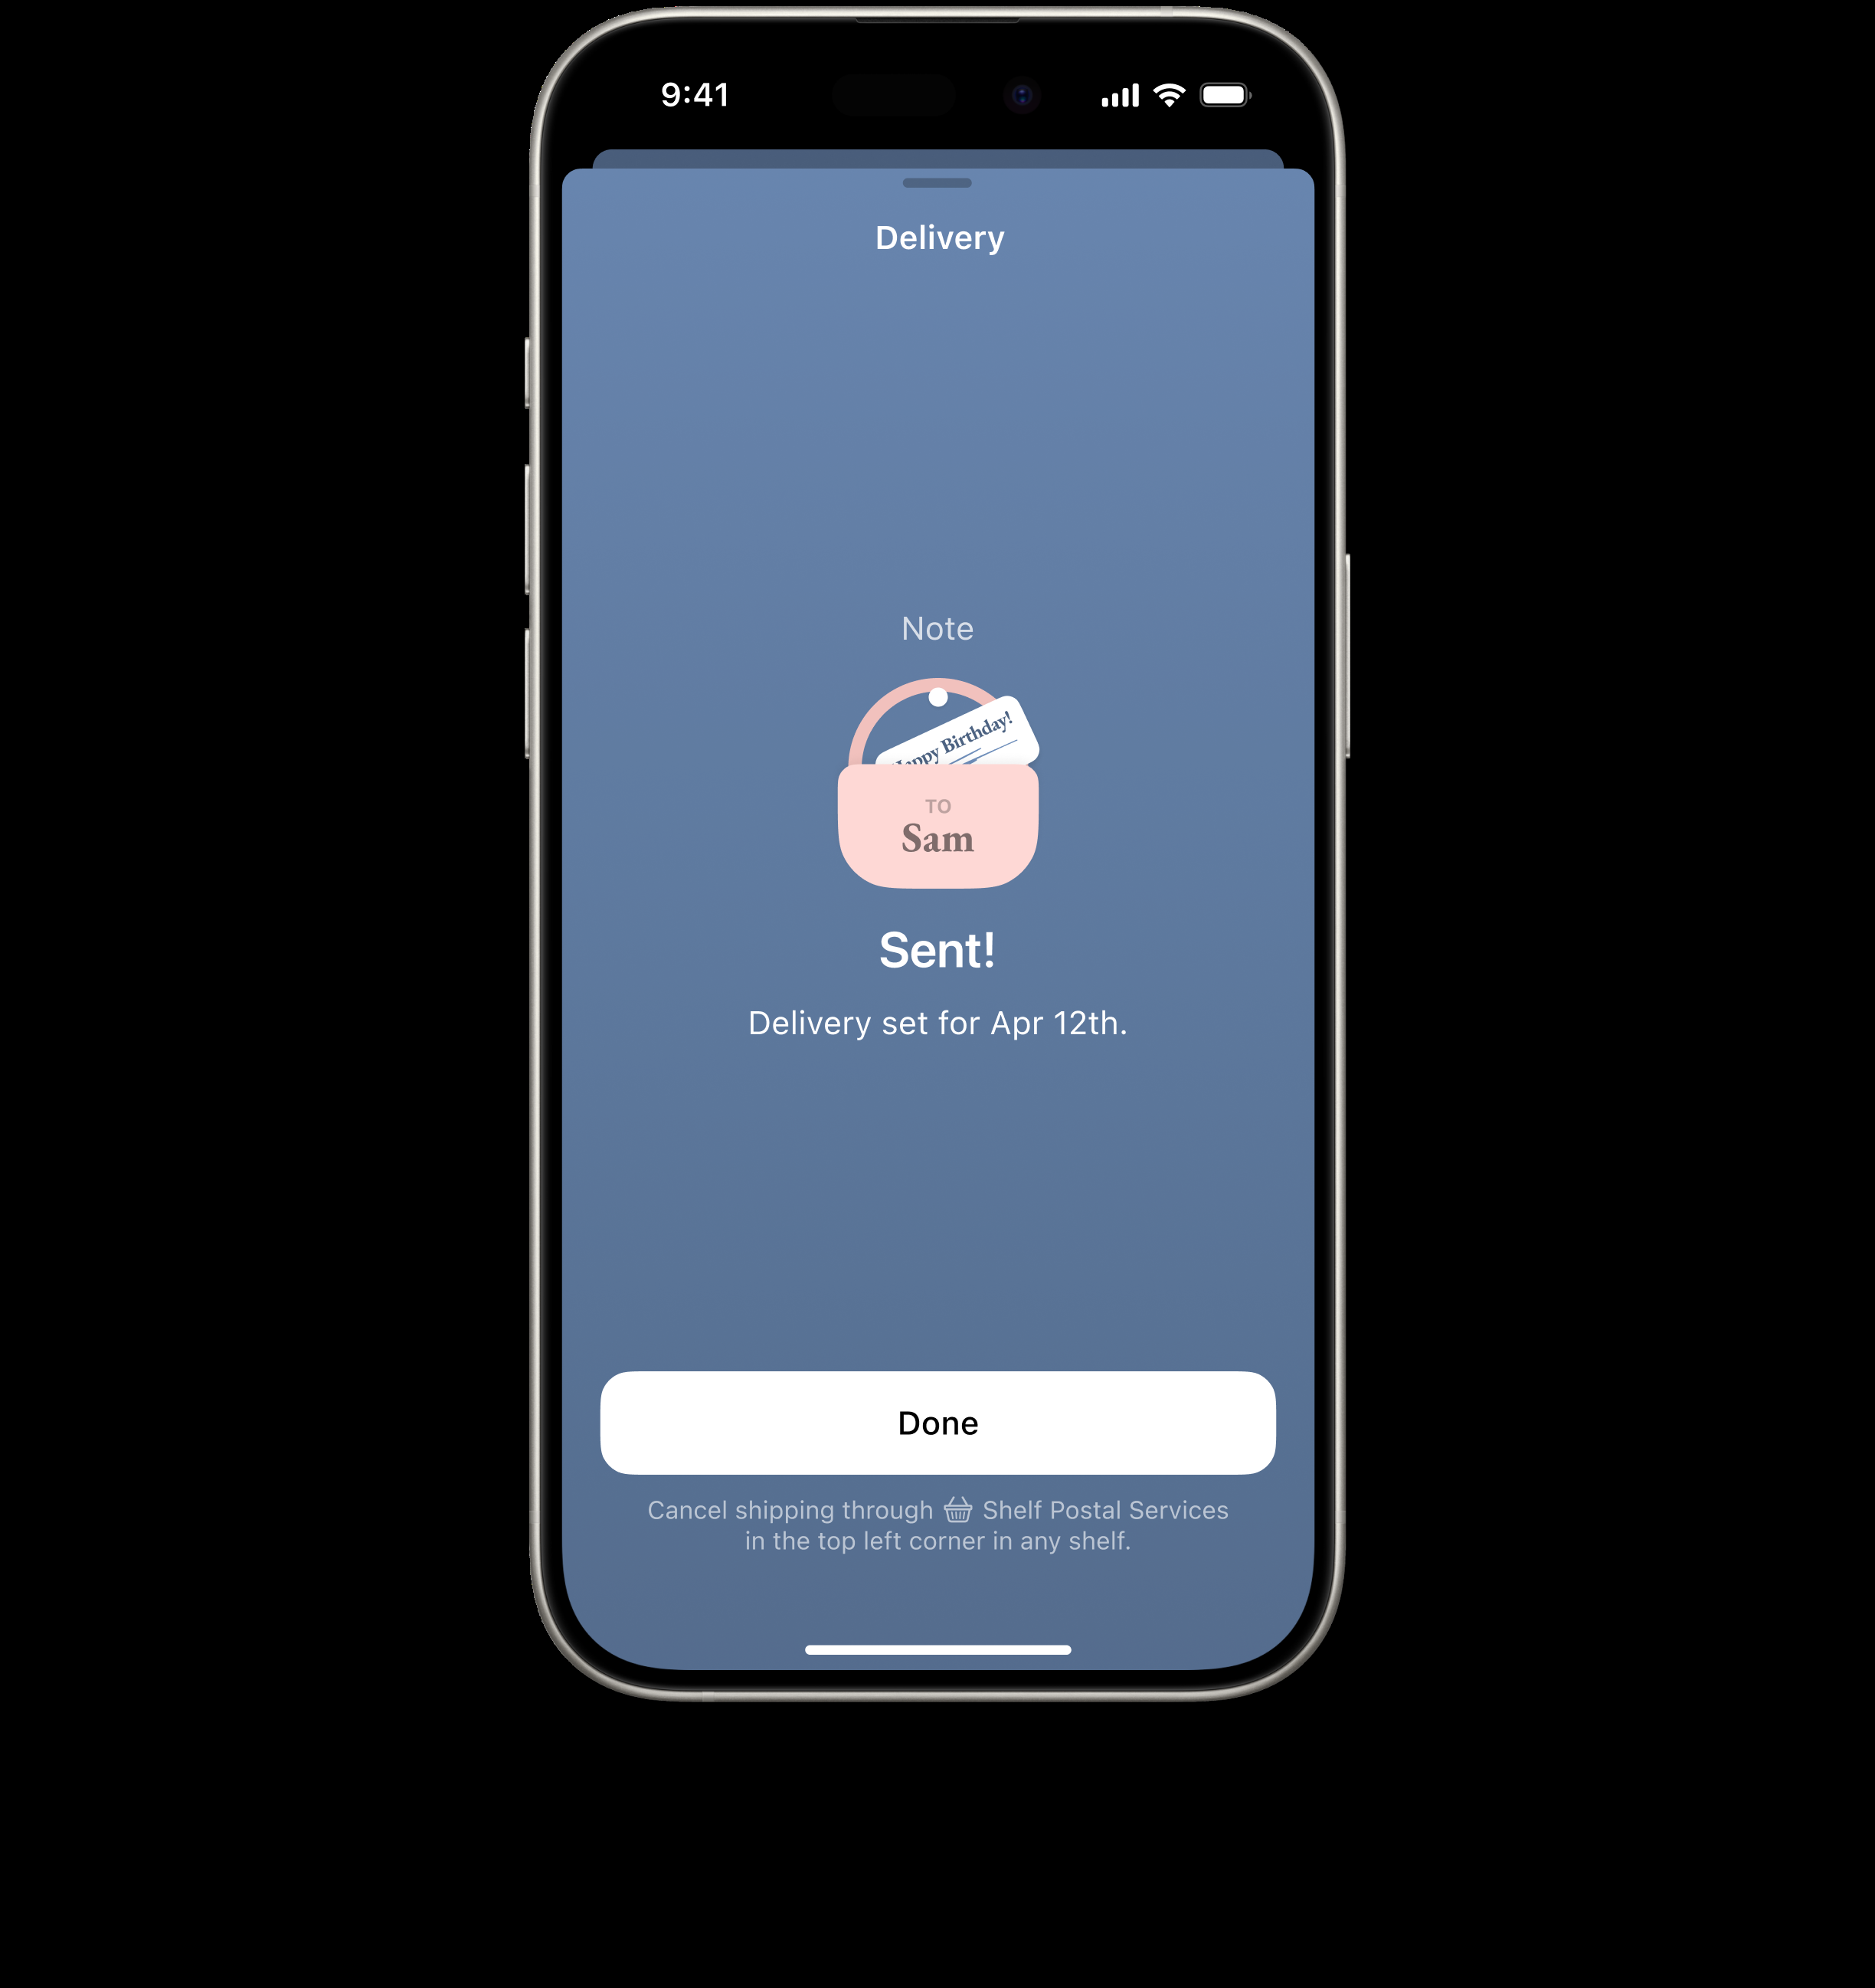 9:41
Delivery
Note
Happy Birthday!
TO
Sam
Sent!
Delivery set for Apr 12th.
Done
Cancel shipping through Shelf Postal Services
in the top left corner in any shelf.